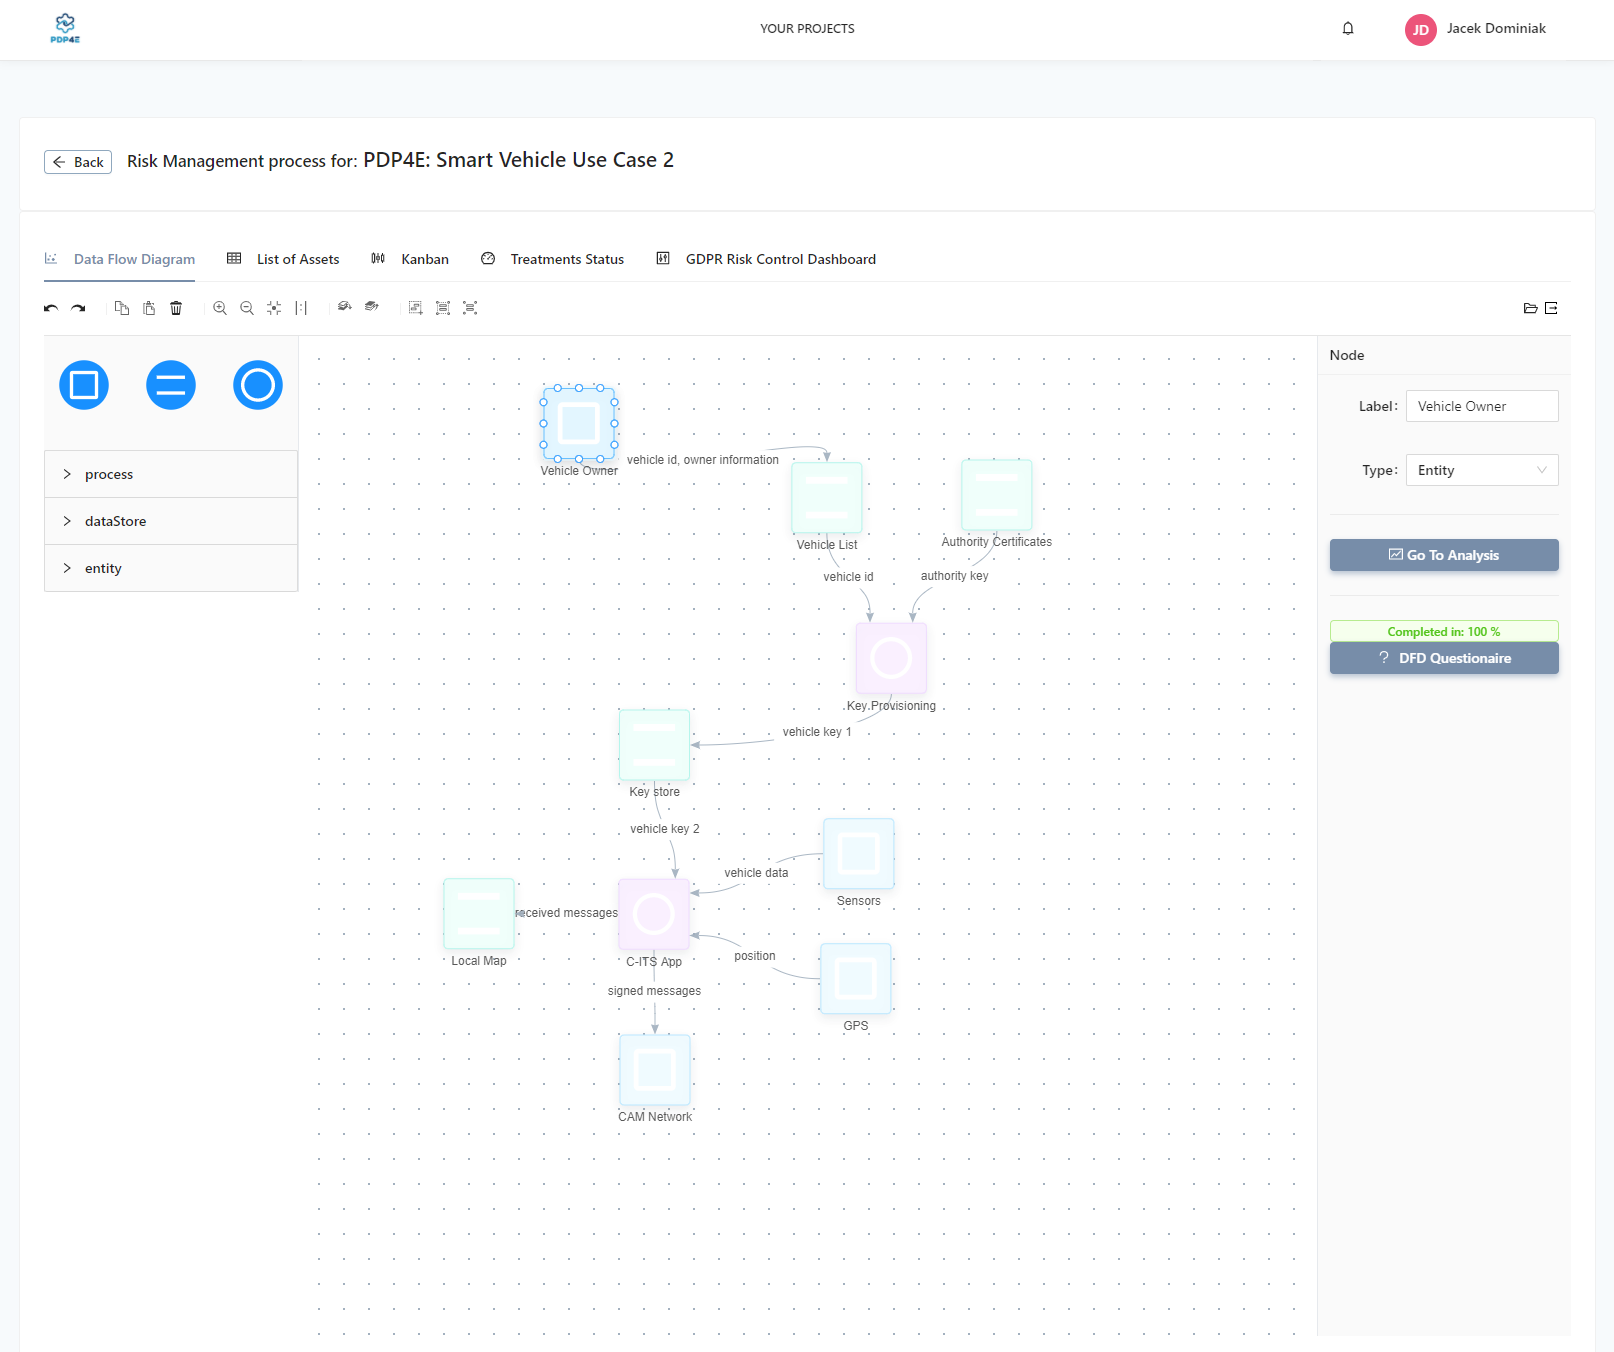 PDP4E
YOUR PROJECTS
JD
Jacek Dominiak
Back
Risk Management process for: PDP4E: Smart Vehicle Use Case 2
Data Flow Diagram
List of Assets
Kanban
Treatments Status
GDPR Risk Control Dashboard
process
dataStore
entity
Vehicle Owner
vehicle id, owner information
Vehicle List
Authority Certificates
vehicle id
authority key
Key Provisioning
vehicle key 1
Key store
vehicle key 2
vehicle data
Sensors
received messages
Local Map
C-ITS App
position
signed messages
GPS
CAM Network
Node
Label:
Vehicle Owner
Type:
Entity
Go To Analysis
Completed in: 100 %
? DFD Questionaire